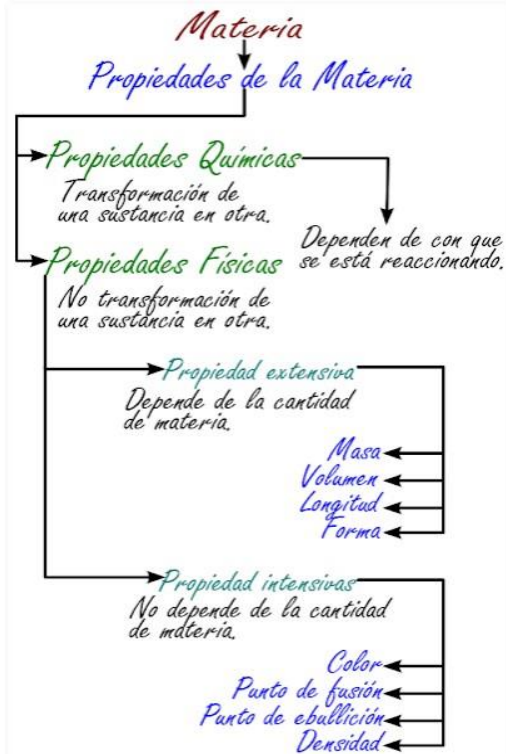 Materia
Propiedades de la Materia
Propiedades Químicas
Transformación de
una sustancia en otra.
Dependen de con que
se está reaccionando.
Propiedades Físicas
No transformación de
una sustancia en otra.
Propiedad extensiva
Depende de la cantidad
de materia.
Masa
Volumen
Longitud
Forma
Propiedad intensivas
No depende de la cantidad
de materia.
Color
Punto de fusión
Punto de ebullición
Densidad